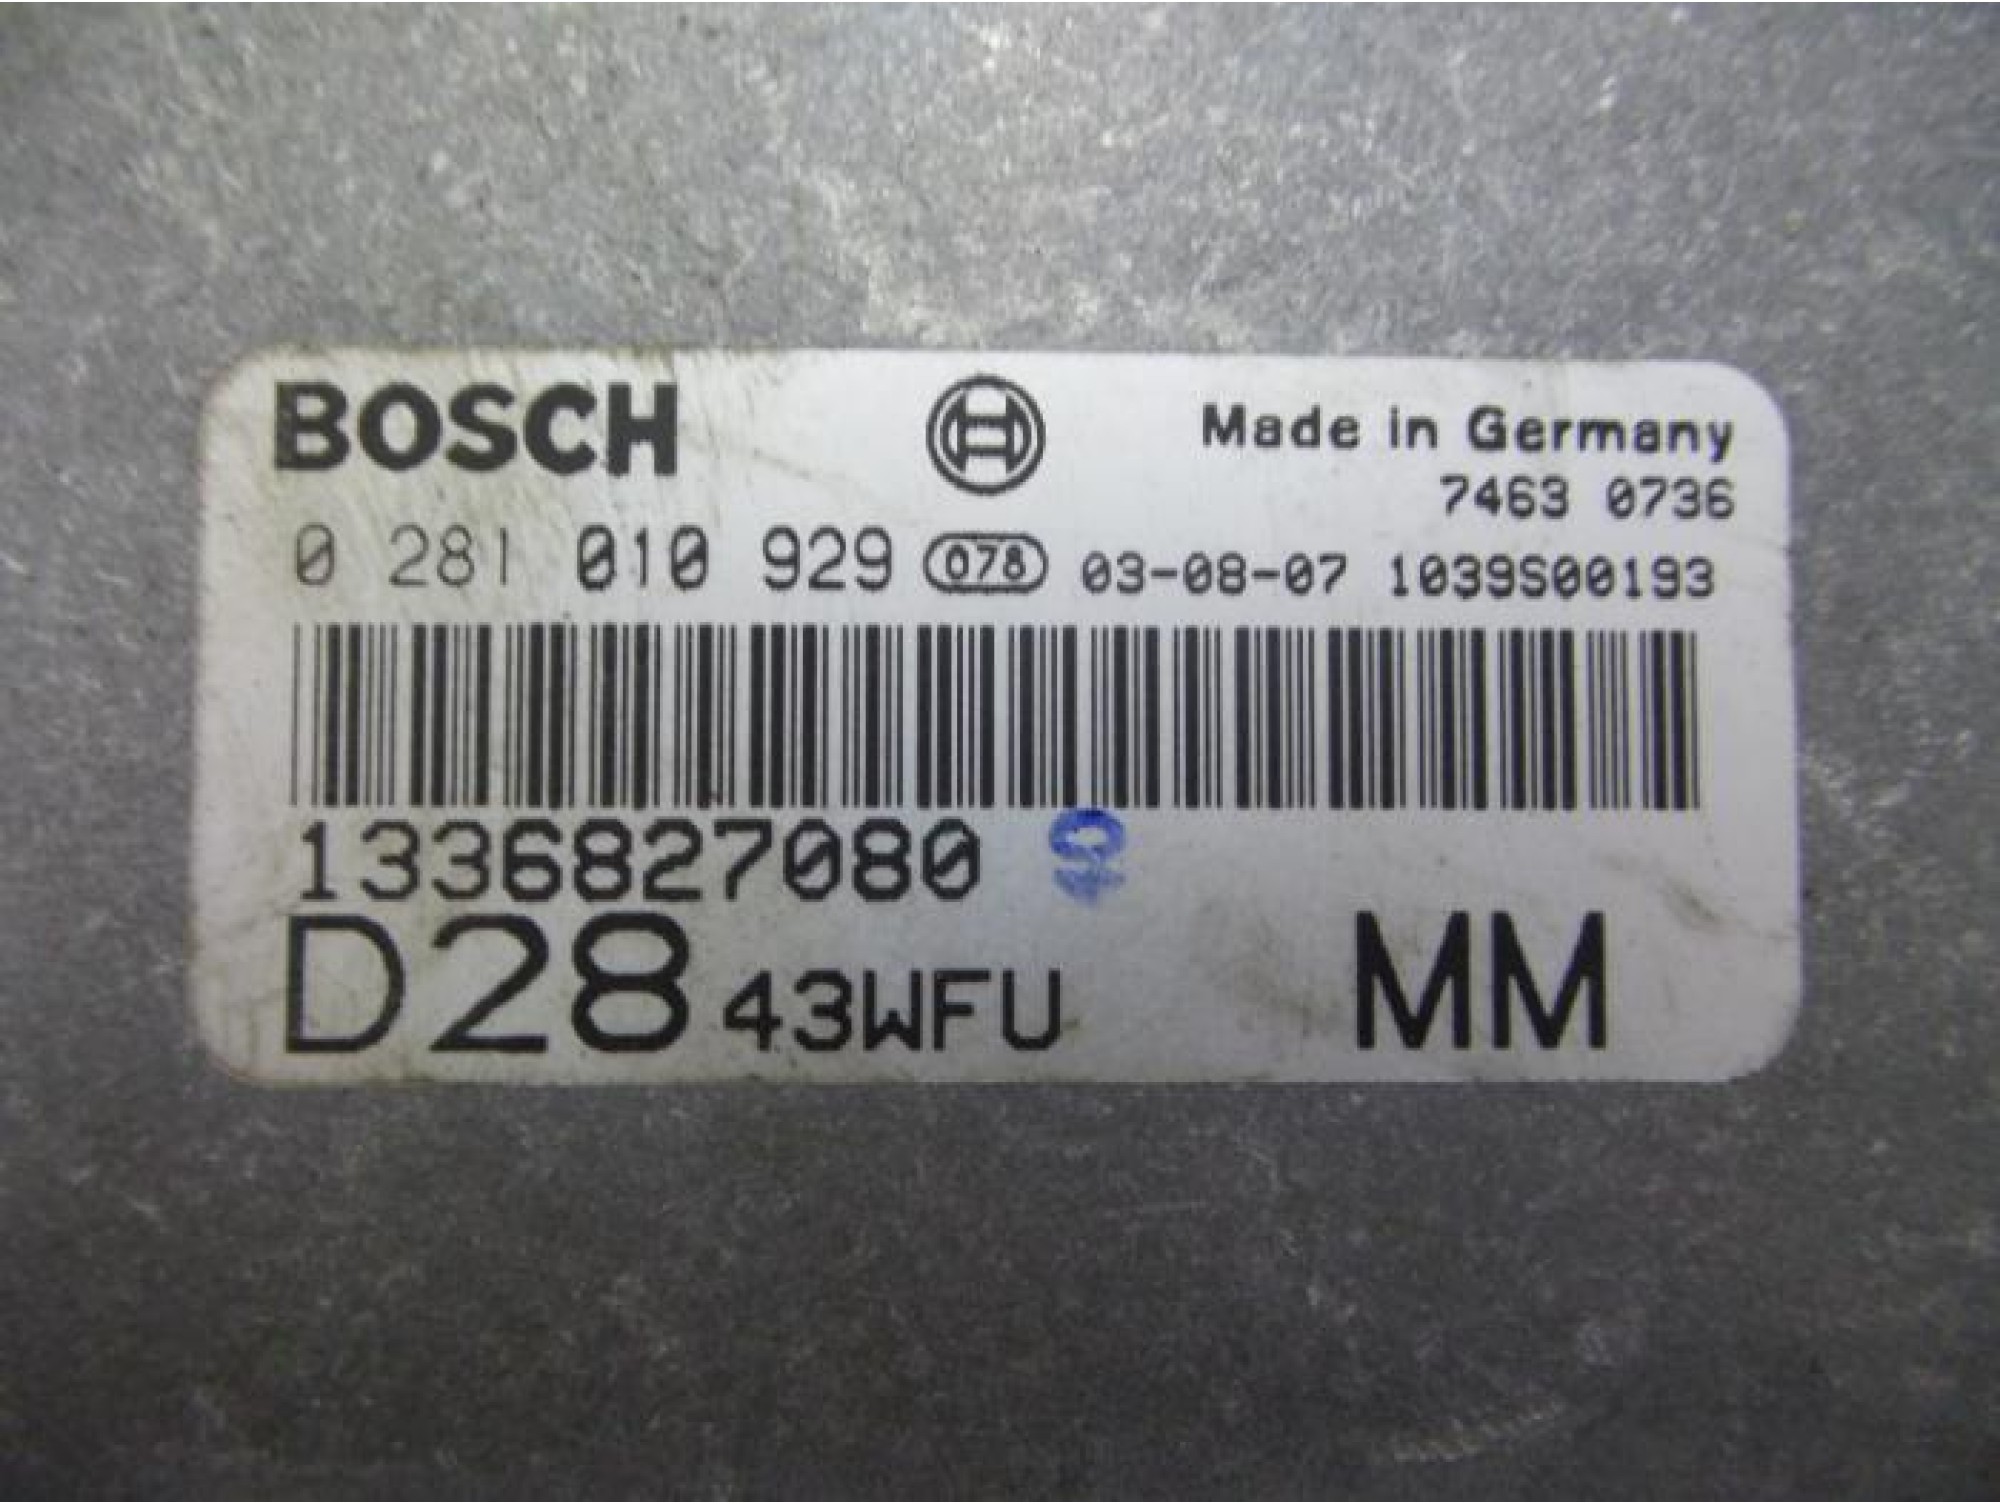 BOSCH
Made in Germany
7463 0736
0 281 010 929 078 03-08-07 1039S00193
1336827080
D28 43WFU MM